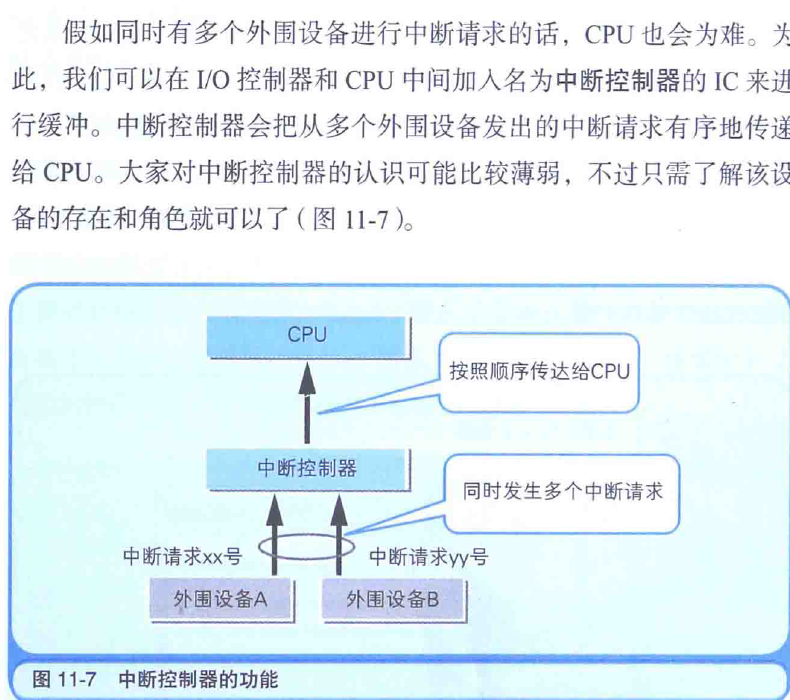 假如同时有多个外围设备进行中断请求的话，CPU 也会为难。为
此，我们可以在 I/O 控制器和 CPU 中间加入名为中断控制器的 IC 来进
行缓冲。中断控制器会把从多个外围设备发出的中断请求有序地传递
给 CPU。大家对中断控制器的认识可能比较薄弱，不过只需了解该设
备的存在和角色就可以了（图 11-7）。
CPU
按照顺序传达给CPU
中断控制器
同时发生多个中断请求
中断请求xx号
中断请求yy号
外围设备A
外围设备B
图 11-7 中断控制器的功能